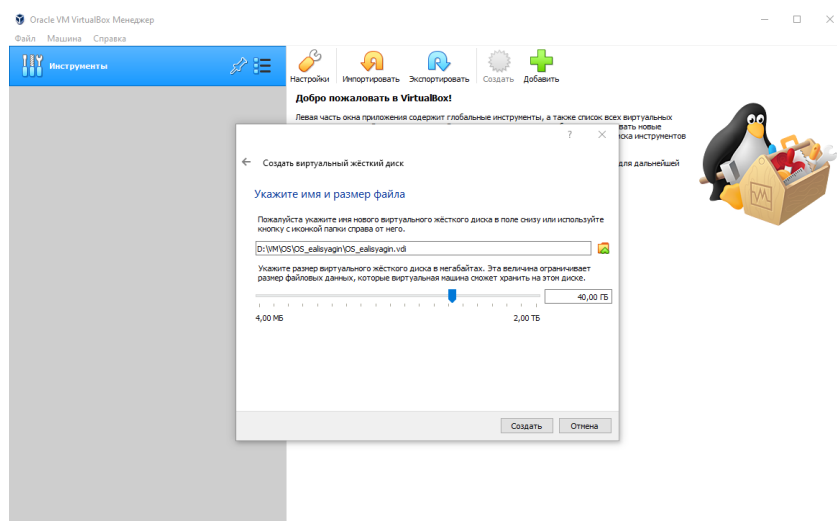 Oracle VM VirtualBox Менеджер
Файл Машина Справка
Инструменты
Настройки Импортировать Экспортировать Создать Добавить
Добро пожаловать в VirtualBox!
Левая часть окна приложения содержит глобальные инструменты, а также список всех виртуальных
вать новые
иска инструментов
для дальнейшей
?
Создать виртуальный жёсткий диск
Укажите имя и размер файла
Пожалуйста укажите имя нового виртуального жёсткого диска в поле снизу или используйте
кнопку с иконкой папки справа от него.
D:\VM\OS\OS_ealisyagin\OS_ealisyagin.vdi
Укажите размер виртуального жёсткого диска в мегабайтах. Эта величина ограничивает
размер файловых данных, которые виртуальная машина сможет хранить на этом диске.
40,00 ГБ
4,00 МБ 2,00 ТБ
Создать Отмена